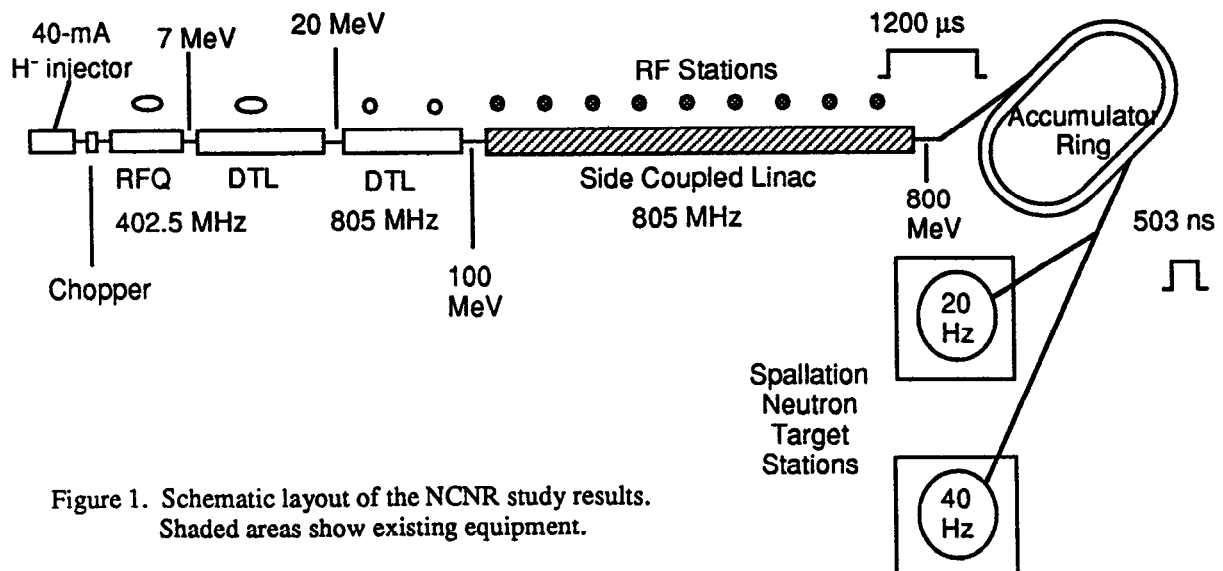 40-mA
H⁻ injector
7 MeV
20 MeV
RF Stations
1200 µs
Accumulator
Ring
RFQ
DTL
DTL
Side Coupled Linac
402.5 MHz
805 MHz
805 MHz
800
MeV
503 ns
Chopper
100
MeV
20
Hz
Spallation
Neutron
Target
Stations
40
Hz
Figure 1. Schematic layout of the NCNR study results.
Shaded areas show existing equipment.